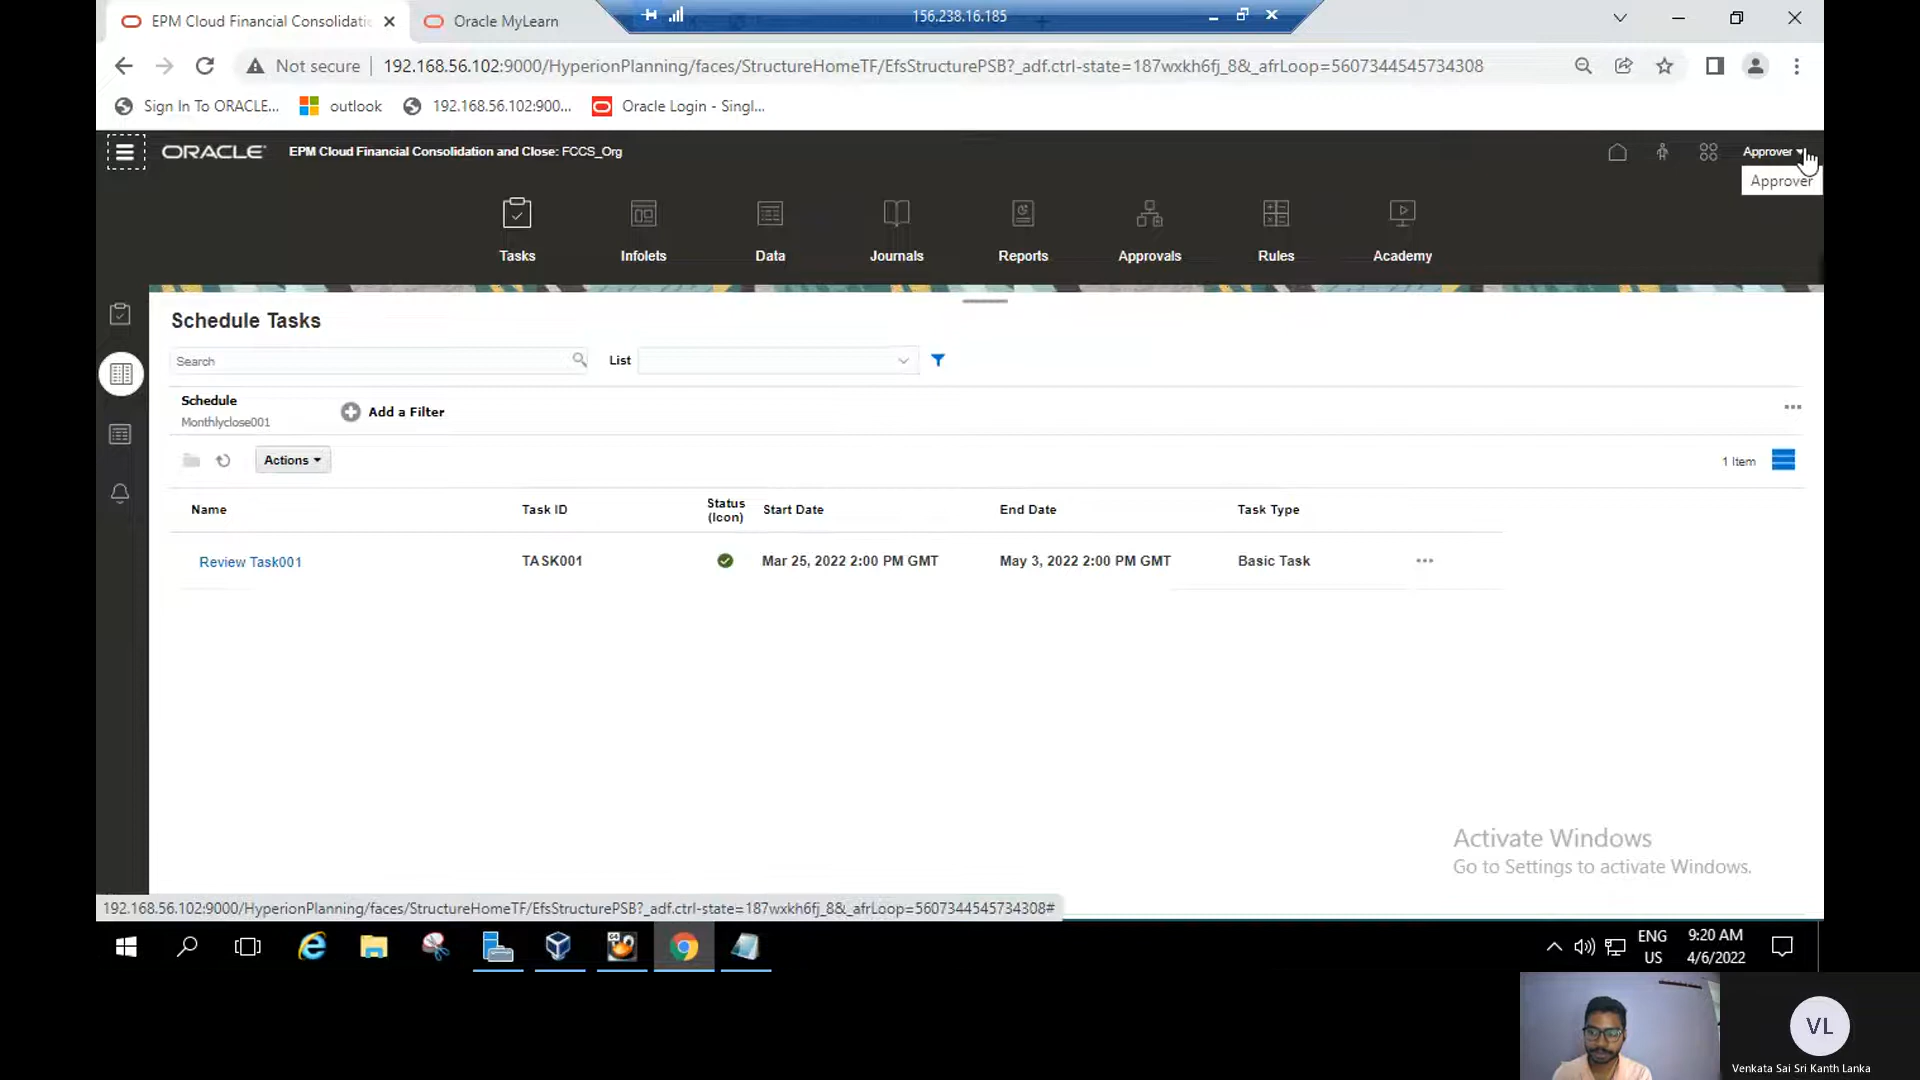 EPM Cloud Financial Consolidati
Oracle MyLearn
156.238.16.185
Not secure
192.168.56.102:9000/HyperionPlanning/faces/StructureHomeTF/EfsStructurePSB?_adf.ctrl-state=187wxkh6fj_8&_afrLoop=5607344545734308
Sign In To ORACLE...
outlook
192.168.56.102:900...
Oracle Login - Singl...
ORACLE
EPM Cloud Financial Consolidation and Close: FCCS_Org
Approver
Approver
Tasks
Infolets
Data
Journals
Reports
Approvals
Rules
Academy
Schedule Tasks
Search
List
Schedule
Monthlyclose001
Add a Filter
Actions
1 Item
Name
Task ID
Status
(Icon)
Start Date
End Date
Task Type
Review Task001
TASK001
Mar 25, 2022 2:00 PM GMT
May 3, 2022 2:00 PM GMT
Basic Task
Activate Windows
Go to Settings to activate Windows.
192.168.56.102:9000/HyperionPlanning/faces/StructureHomeTF/EfsStructurePSB?_adf.ctrl-state=187wxkh6fj_8&_afrLoop=5607344545734308#
ENG
US
9:20 AM
4/6/2022
VL
Venkata Sai Sri Kanth Lanka